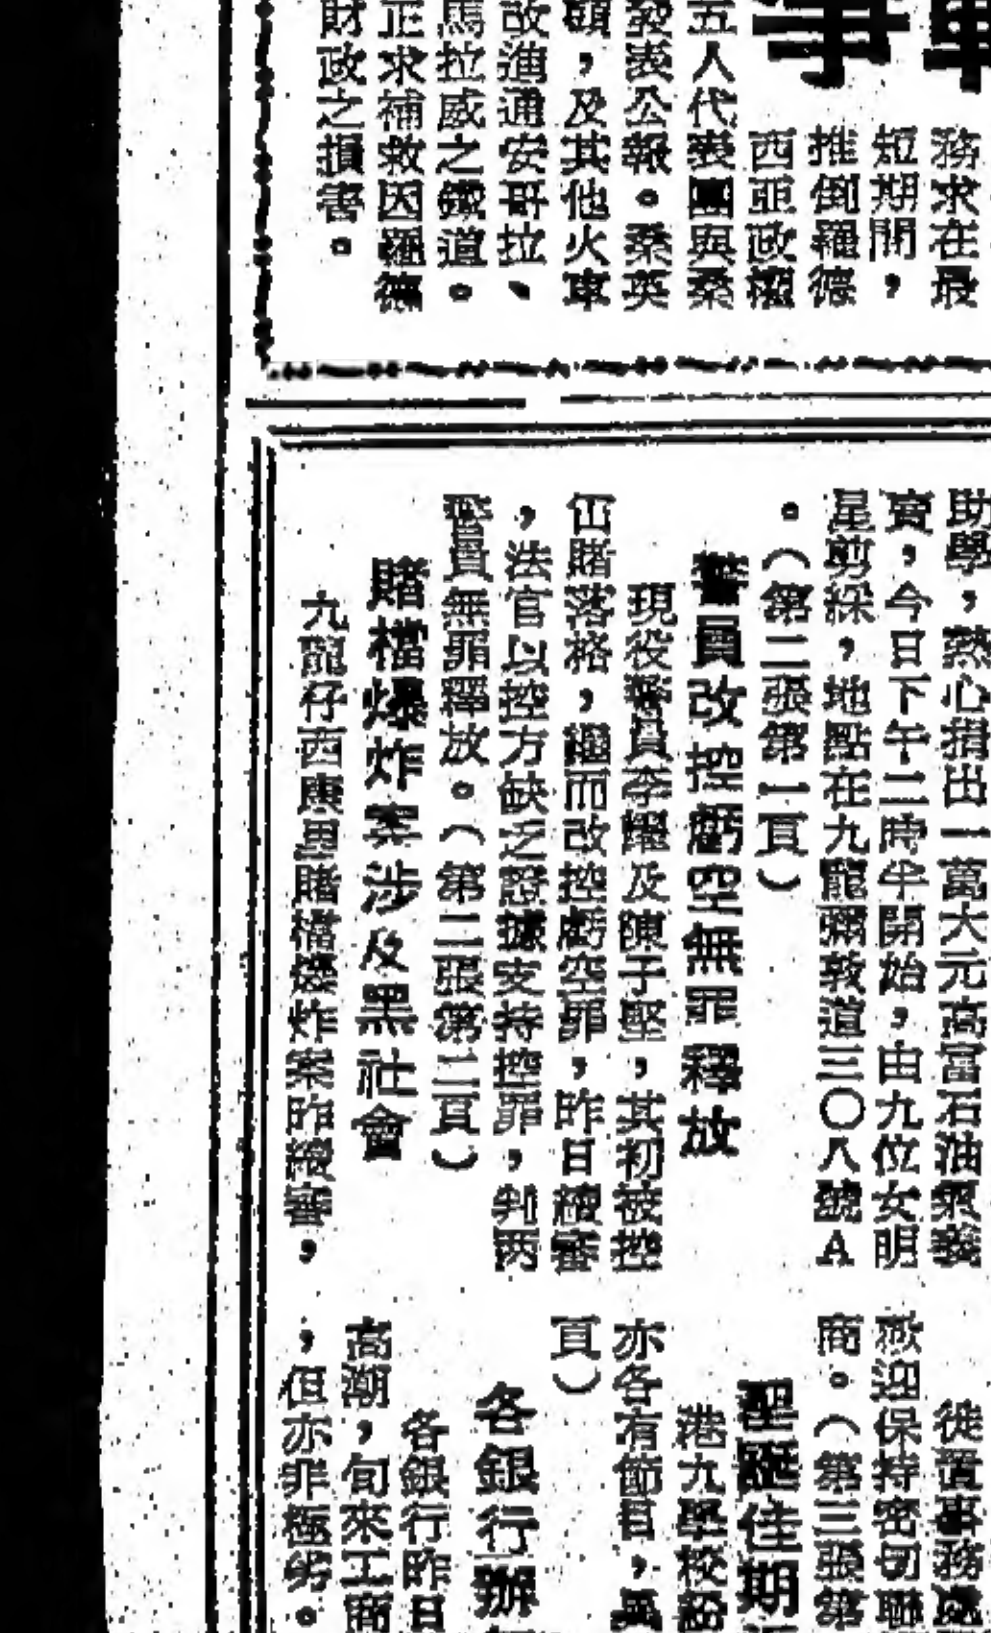 務求在最
短期間，
推倒羅德
西亞政權
五人代表團與桑
發表公報。桑英
頓，及其他火車
改進通安哥拉、
馬拉威之鐵道。
正求補救因羅德
財政之損害。
助學，熱心捐出一萬大元高富石油氣義
賣，今日下午二時半開始，由九位女明
星剪綵，地點在九龍彌敦道三〇八號A
。（第二張第一頁）
警員改控虧空無罪釋放
現役警員李耀及陳子堅，其初被控
包賭落格，繼而改控虧空罪，昨日續審
，法官以控方缺乏證據支持控罪，判两
警員無罪釋放。（第二張第二頁）
賭檔爆炸案涉及黑社會
九龍仔西康里賭檔爆炸案昨續審，
徙置事務處
歡迎保持密切聯
商。（第三張第
聖誕佳期
港九學校紛
亦各有節目，
頁）
各銀行辦
各銀行昨日
高潮，旬來工商
，但亦非極劣。